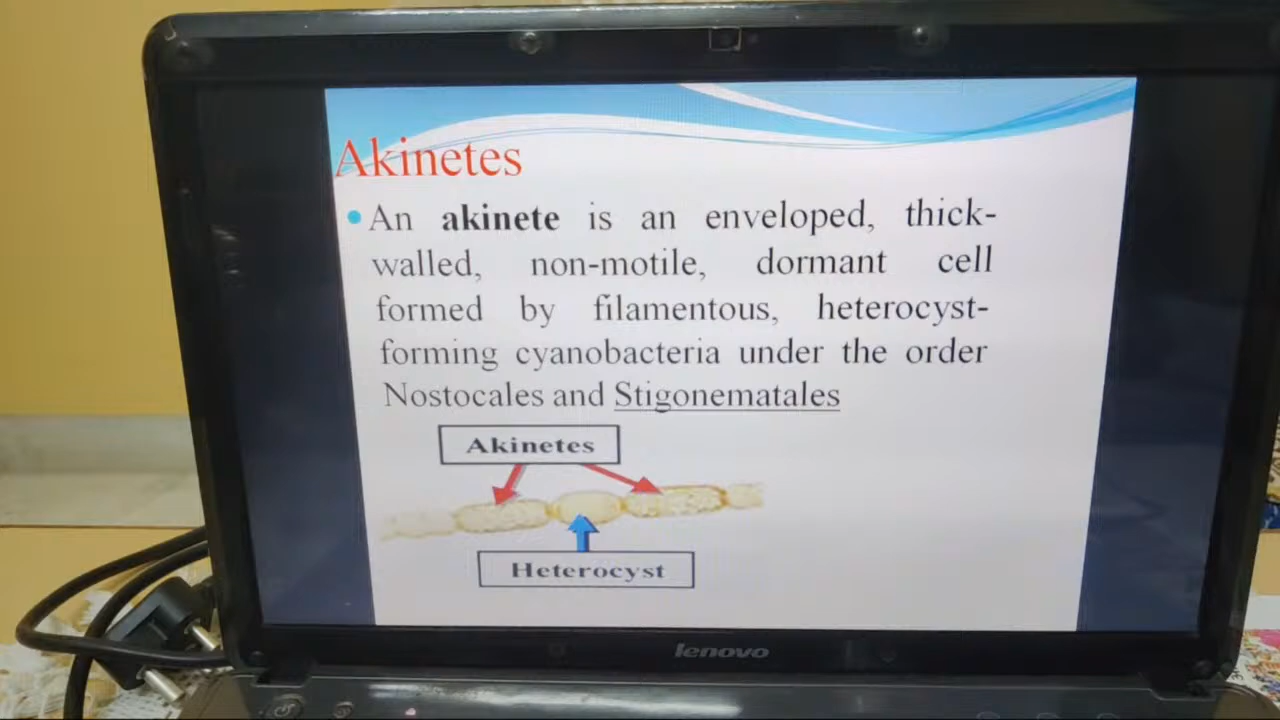 Akinetes
An akinete is an enveloped, thick-
walled, non-motile, dormant cell
formed by filamentous, heterocyst-
forming cyanobacteria under the order
Nostocales and Stigonematales
Akinetes
Heterocyst
lenovo